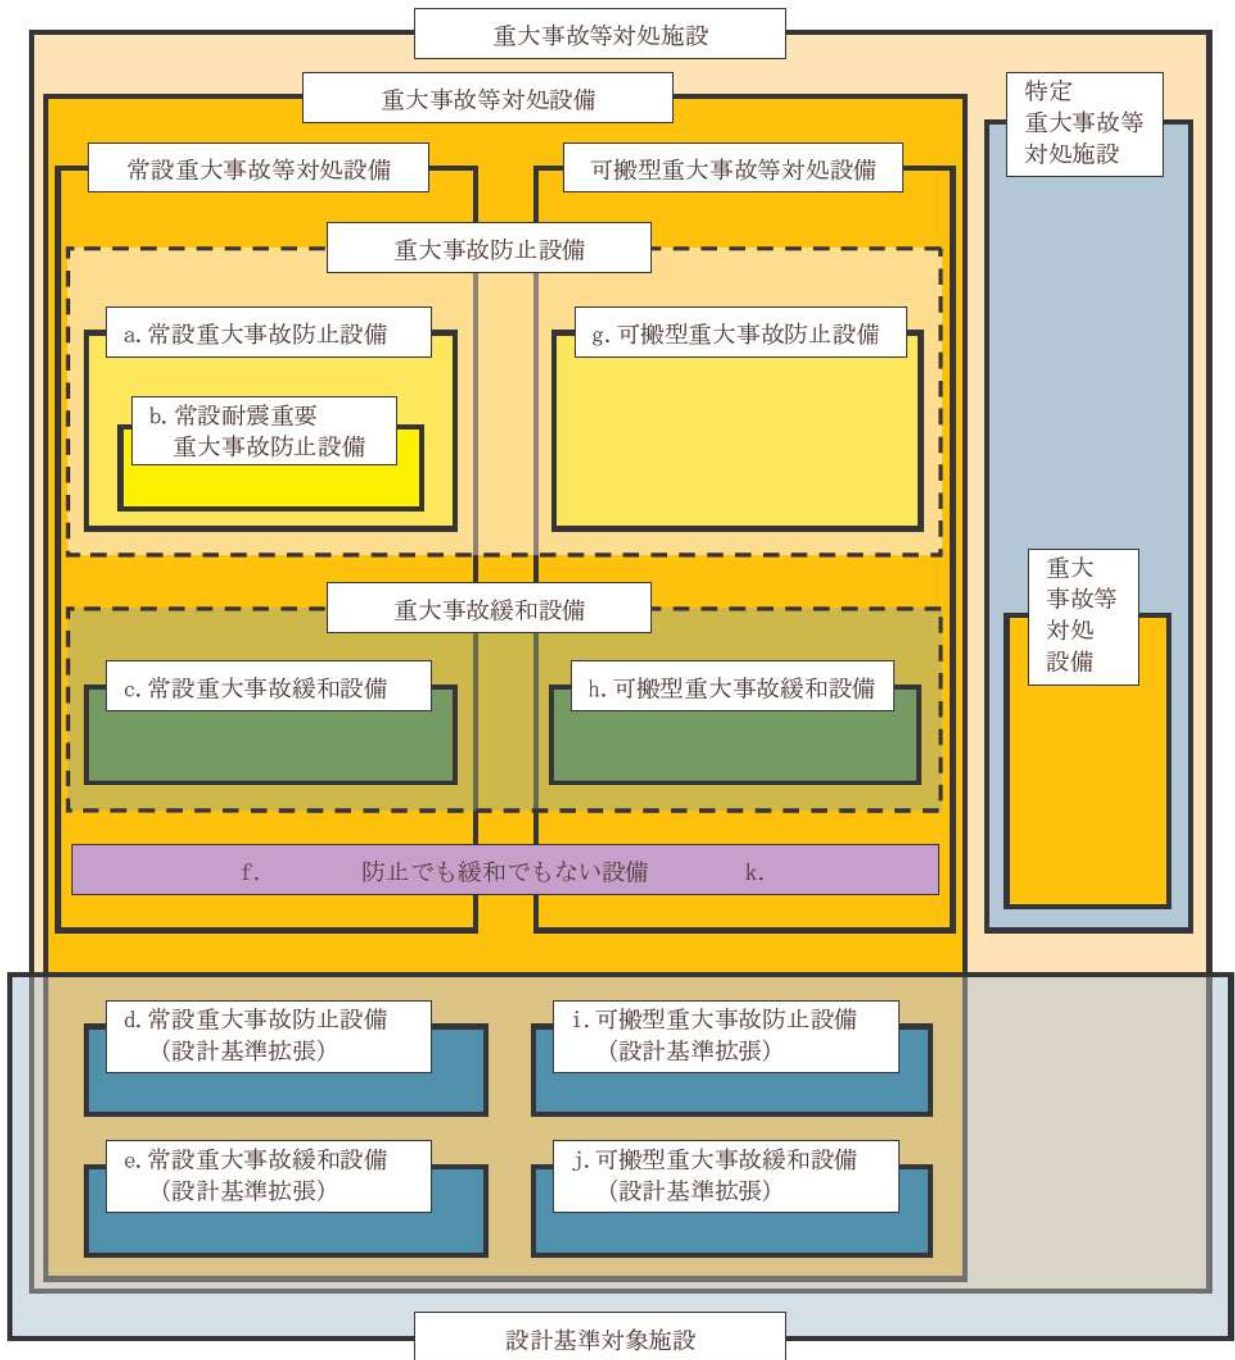 重大事故等対処施設
重大事故等対処設備
特定
重大事故等
対処施設
常設重大事故等対処設備
可搬型重大事故等対処設備
重大事故防止設備
a.常設重大事故防止設備
g.可搬型重大事故防止設備
b.常設耐震重要
重大事故防止設備
重大
事故等
対処
設備
重大事故緩和設備
c.常設重大事故緩和設備
h.可搬型重大事故緩和設備
f. 防止でも緩和でもない設備 k.
d.常設重大事故防止設備
(設計基準拡張)
i.可搬型重大事故防止設備
(設計基準拡張)
e.常設重大事故緩和設備
(設計基準拡張)
j.可搬型重大事故緩和設備
(設計基準拡張)
設計基準対象施設